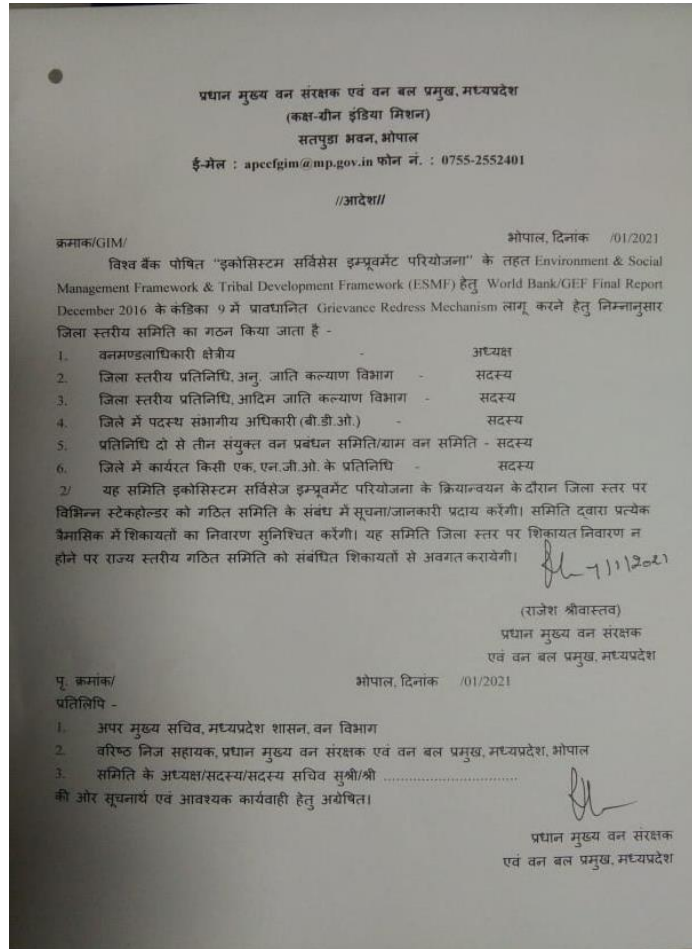 प्रधान मुख्य वन संरक्षक एवं वन बल प्रमुख, मध्यप्रदेश
(कक्ष-ग्रीन इंडिया मिशन)
सतपुडा भवन, भोपाल
ई-मेल : apccfgim@mp.gov.in फोन नं. : 0755-2552401
//आदेश//
क्रमाक/GIM/ भोपाल, दिनांक /01/2021
विश्व बैंक पोषित "इकोसिस्टम सर्विसेस इम्प्रूवमेंट परियोजना" के तहत Environment & Social
Management Framework & Tribal Development Framework (ESMF) हेतु World Bank/GEF Final Report
December 2016 के कंडिका 9 में प्रावधानित Grievance Redress Mechanism लागू करने हेतु निम्नानुसार
जिला स्तरीय समिति का गठन किया जाता है -
1. वनमण्डलाधिकारी क्षेत्रीय - अध्यक्ष
2. जिला स्तरीय प्रतिनिधि, अनु. जाति कल्याण विभाग - सदस्य
3. जिला स्तरीय प्रतिनिधि, आदिम जाति कल्याण विभाग - सदस्य
4. जिले में पदस्थ संभागीय अधिकारी (बी.डी.ओ.) - सदस्य
5. प्रतिनिधि दो से तीन संयुक्त वन प्रबंधन समिति/ग्राम वन समिति - सदस्य
6. जिले में कार्यरत किसी एक, एन.जी.ओ. के प्रतिनिधि - सदस्य
2/ यह समिति इकोसिस्टम सर्विसेज इम्प्रूवमेंट परियोजना के क्रियान्वयन के दौरान जिला स्तर पर
विभिन्न स्टेकहोल्डर को गठित समिति के संबंध में सूचना/जानकारी प्रदाय करेंगी। समिति दवारा प्रत्येक
त्रैमासिक में शिकायतों का निवारण सुनिश्चित करेंगी। यह समिति जिला स्तर पर शिकायत निवारण न
होने पर राज्य स्तरीय गठित समिति को संबंधित शिकायतों से अवगत करायेगी।
(राजेश श्रीवास्तव)
प्रधान मुख्य वन संरक्षक
एवं वन बल प्रमुख, मध्यप्रदेश
पृ. क्रमांक/ भोपाल, दिनांक /01/2021
प्रतिलिपि -
1. अपर मुख्य सचिव, मध्यप्रदेश शासन, वन विभाग
2. वरिष्ठ निज सहायक, प्रधान मुख्य वन संरक्षक एवं वन बल प्रमुख, मध्यप्रदेश, भोपाल
3. समिति के अध्यक्ष/सदस्य/सदस्य सचिव सुश्री/श्री ................................
की ओर सूचनार्थ एवं आवश्यक कार्यवाही हेतु अग्रेषित।
प्रधान मुख्य वन संरक्षक
एवं वन बल प्रमुख, मध्यप्रदेश